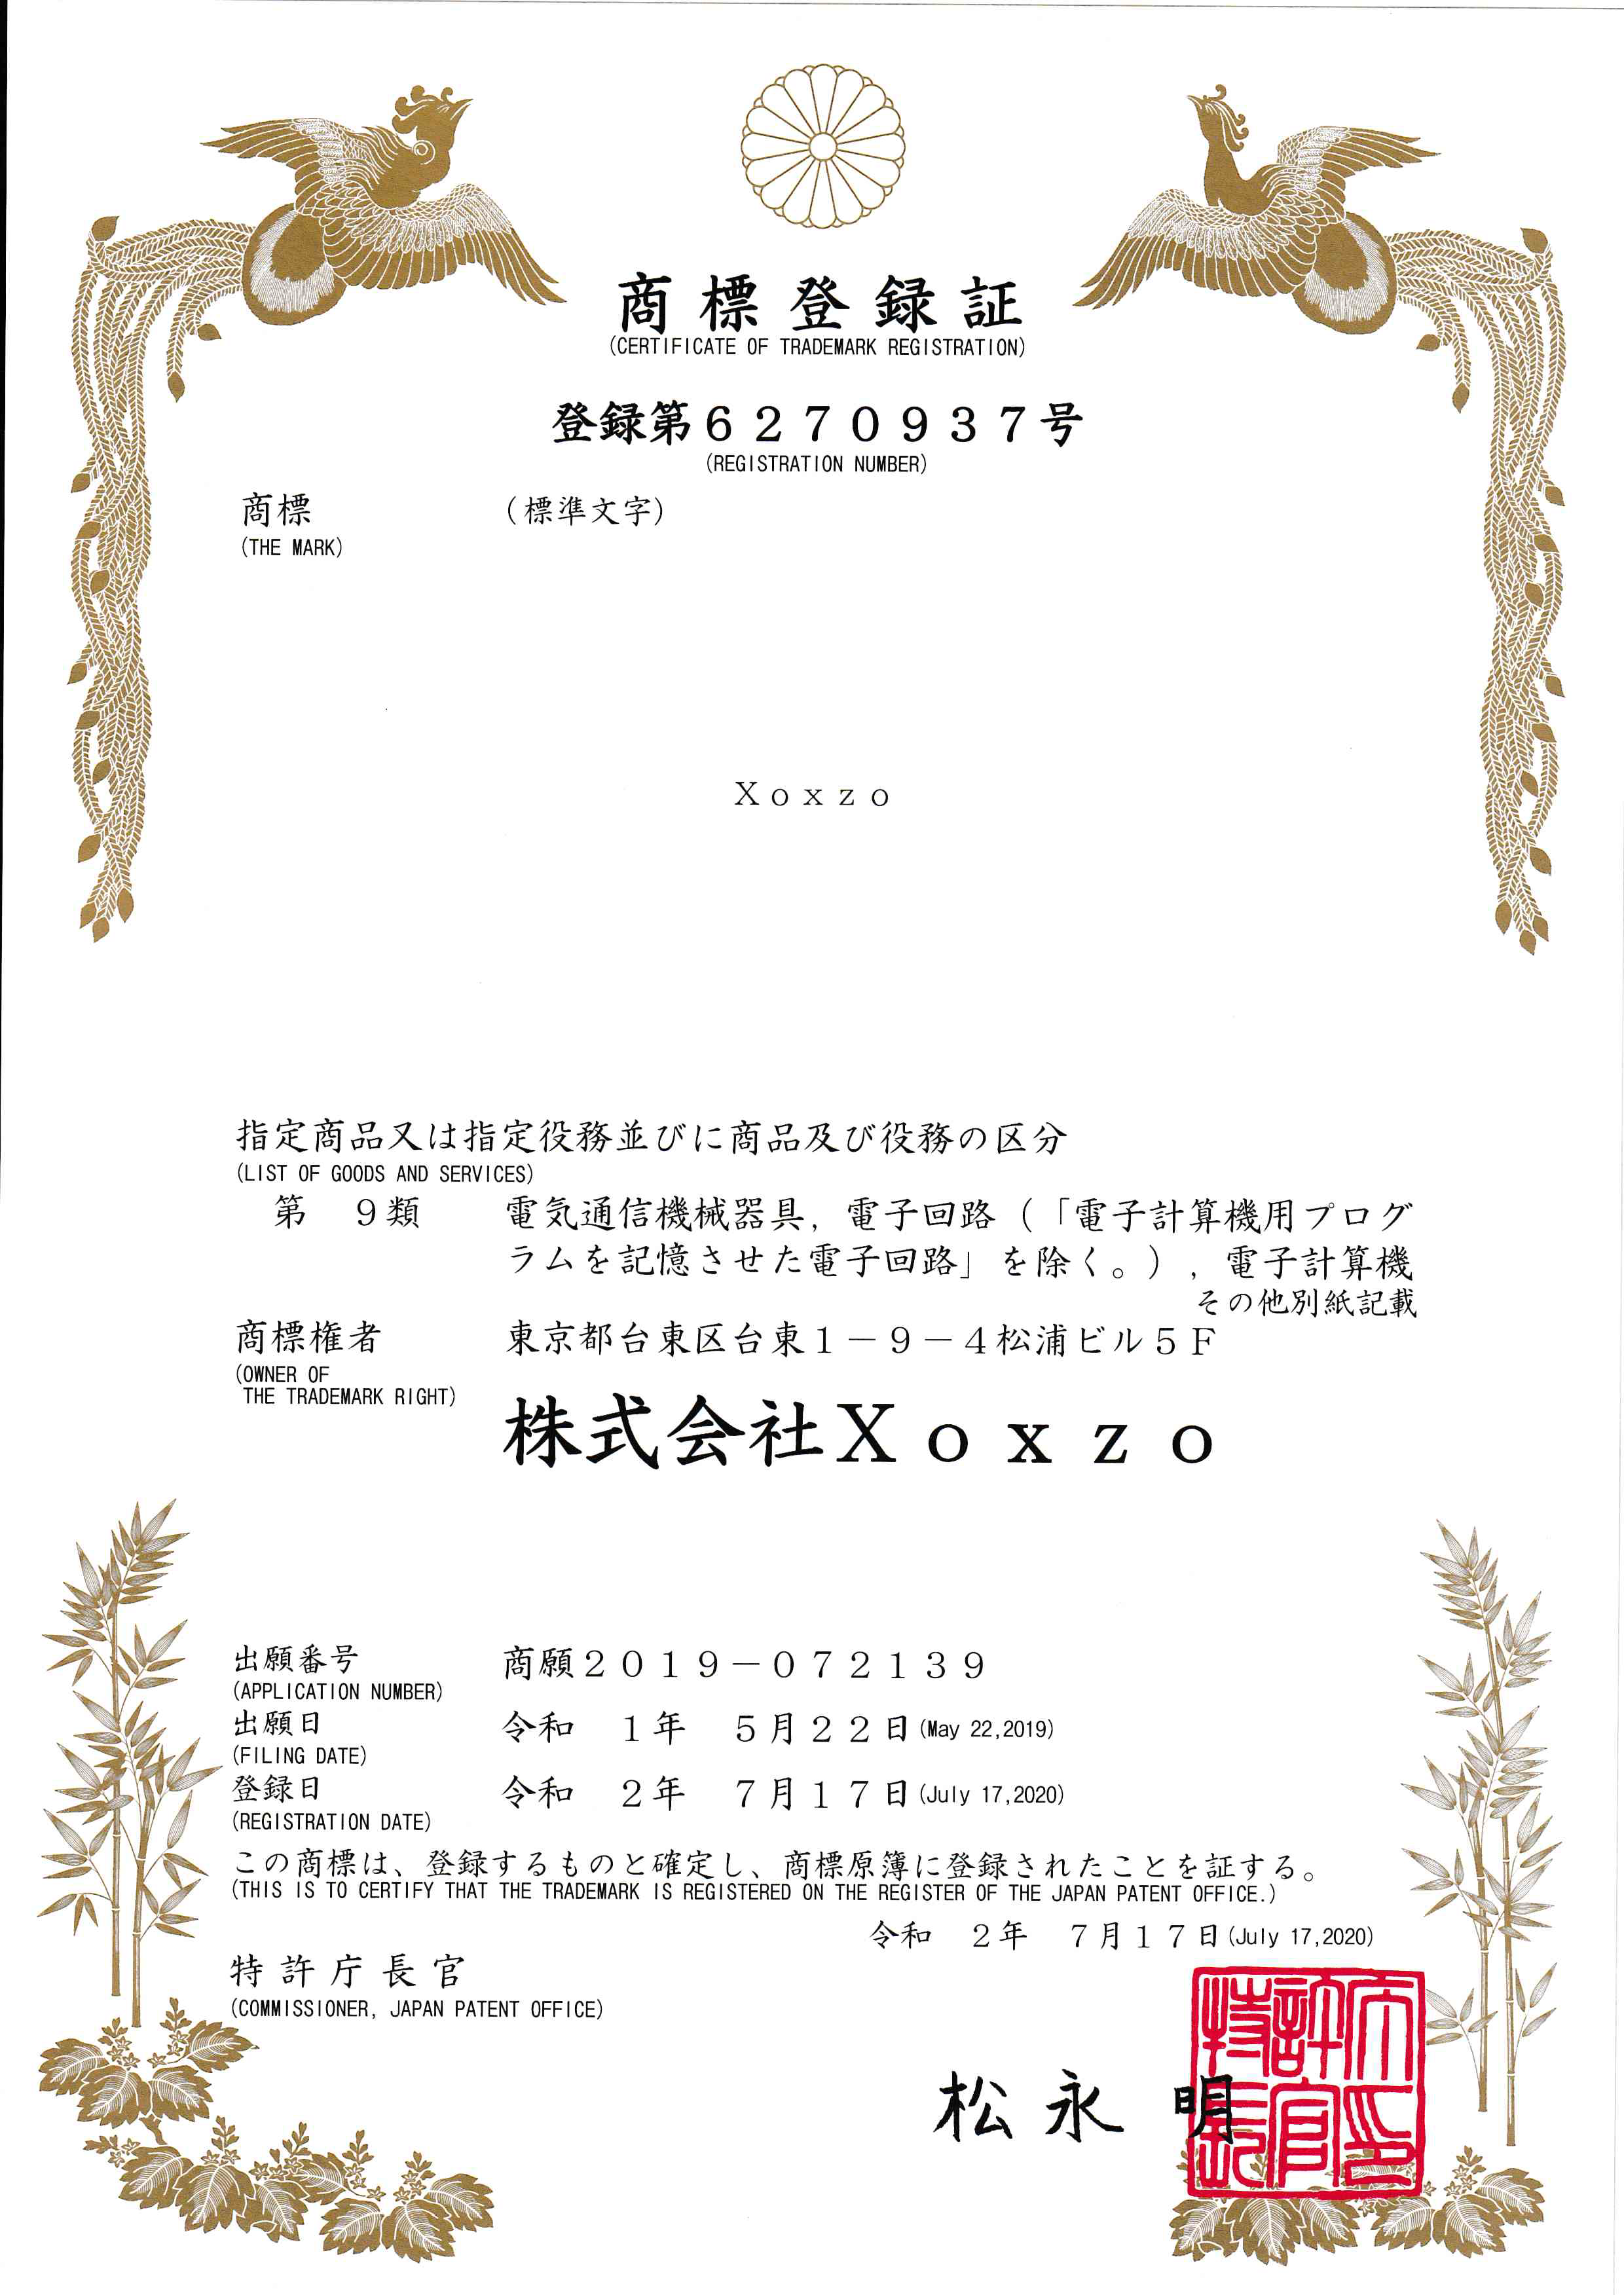 商標登録証
(CERTIFICATE OF TRADEMARK REGISTRATION)
登録第６２７０９３７号
(REGISTRATION NUMBER)
商標 （標準文字）
(THE MARK)
Ｘｏｘｚｏ
指定商品又は指定役務並びに商品及び役務の区分
(LIST OF GOODS AND SERVICES)
第　９類 電気通信機械器具，電子回路（「電子計算機用プログ
ラムを記憶させた電子回路」を除く。），電子計算機
その他別紙記載
商標権者 東京都台東区台東１－９－４松浦ビル５Ｆ
(OWNER OF
THE TRADEMARK RIGHT)
株式会社Ｘｏｘｚｏ
出願番号 商願２０１９－０７２１３９
(APPLICATION NUMBER)
出願日 令和　１年　５月２２日(May 22,2019)
(FILING DATE)
登録日 令和　２年　７月１７日(July 17,2020)
(REGISTRATION DATE)
この商標は、登録するものと確定し、商標原簿に登録されたことを証する。
(THIS IS TO CERTIFY THAT THE TRADEMARK IS REGISTERED ON THE REGISTER OF THE JAPAN PATENT OFFICE.)
令和　２年　７月１７日(July 17,2020)
特許庁長官
(COMMISSIONER, JAPAN PATENT OFFICE)
松永明